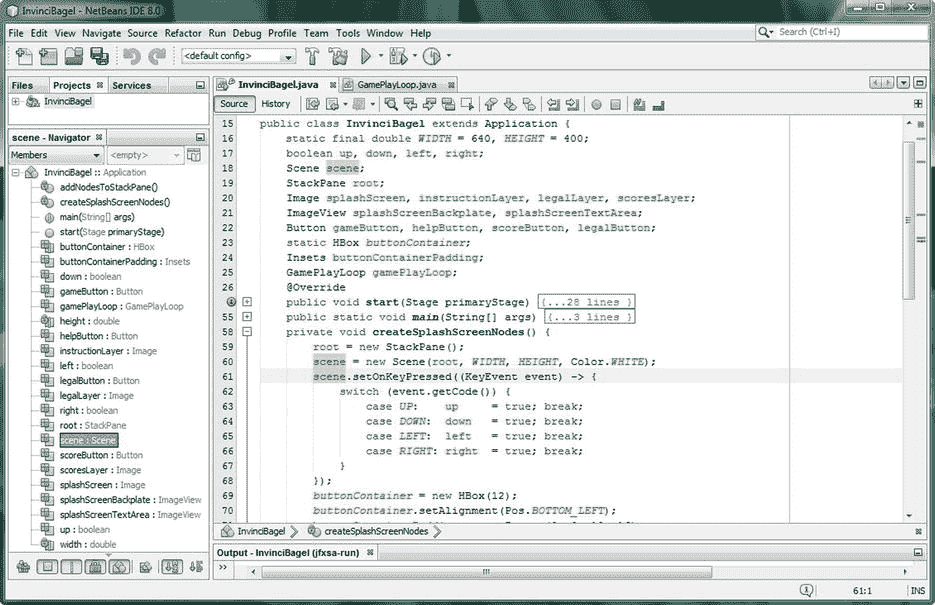 InvinciBagel - NetBeans IDE 8.0
File Edit View Navigate Source Refactor Run Debug Profile Team Tools Window Help
Search (Ctrl+I)
<default config>
Files Projects Services
InvinciBagel
scene - Navigator
Members <empty>
InvinciBagel :: Application
addNodesToStackPane()
createSplashScreenNodes()
main(String[] args)
start(Stage primaryStage)
buttonContainer : HBox
buttonContainerPadding : Insets
down : boolean
gameButton : Button
gamePlayLoop : GamePlayLoop
height : double
helpButton : Button
instructionLayer : Image
left : boolean
legalButton : Button
legalLayer : Image
right : boolean
root : StackPane
scene : Scene
scoreButton : Button
scoresLayer : Image
splashScreen : Image
splashScreenBackplate : ImageView
splashScreenTextArea : ImageView
up : boolean
width : double
InvinciBagel.java GamePlayLoop.java
Source History
15 public class InvinciBagel extends Application {
16 static final double WIDTH = 640, HEIGHT = 400;
17 boolean up, down, left, right;
18 Scene scene;
19 StackPane root;
20 Image splashScreen, instructionLayer, legalLayer, scoresLayer;
21 ImageView splashScreenBackplate, splashScreenTextArea;
22 Button gameButton, helpButton, scoreButton, legalButton;
23 static HBox buttonContainer;
24 Insets buttonContainerPadding;
25 GamePlayLoop gamePlayLoop;
26 @Override
public void start(Stage primaryStage) {...28 lines }
55 public static void main(String[] args) {...3 lines }
58 private void createSplashScreenNodes() {
59 root = new StackPane();
60 scene = new Scene(root, WIDTH, HEIGHT, Color.WHITE);
61 scene.setOnKeyPressed((KeyEvent event) -> {
62 switch (event.getCode()) {
63 case UP: up = true; break;
64 case DOWN: down = true; break;
65 case LEFT: left = true; break;
66 case RIGHT: right = true; break;
67 }
68 });
69 buttonContainer = new HBox(12);
70 buttonContainer.setAlignment(Pos.BOTTOM_LEFT);
InvinciBagel createSplashScreenNodes
Output - InvinciBagel (jfxsa-run)
61:1 INS